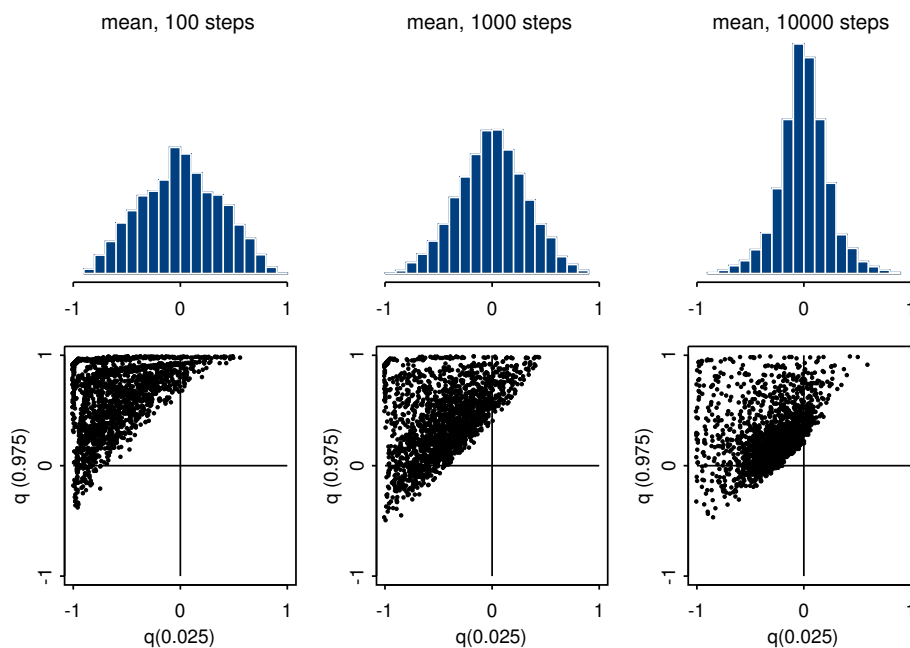 mean, 100 steps
mean, 1000 steps
mean, 10000 steps
-1 0 1
-1 0 1
-1 0 1
q (0.975)
-1 0 1
-1 0 1
q(0.025)
q (0.975)
-1 0 1
-1 0 1
q(0.025)
q (0.975)
-1 0 1
-1 0 1
q(0.025)